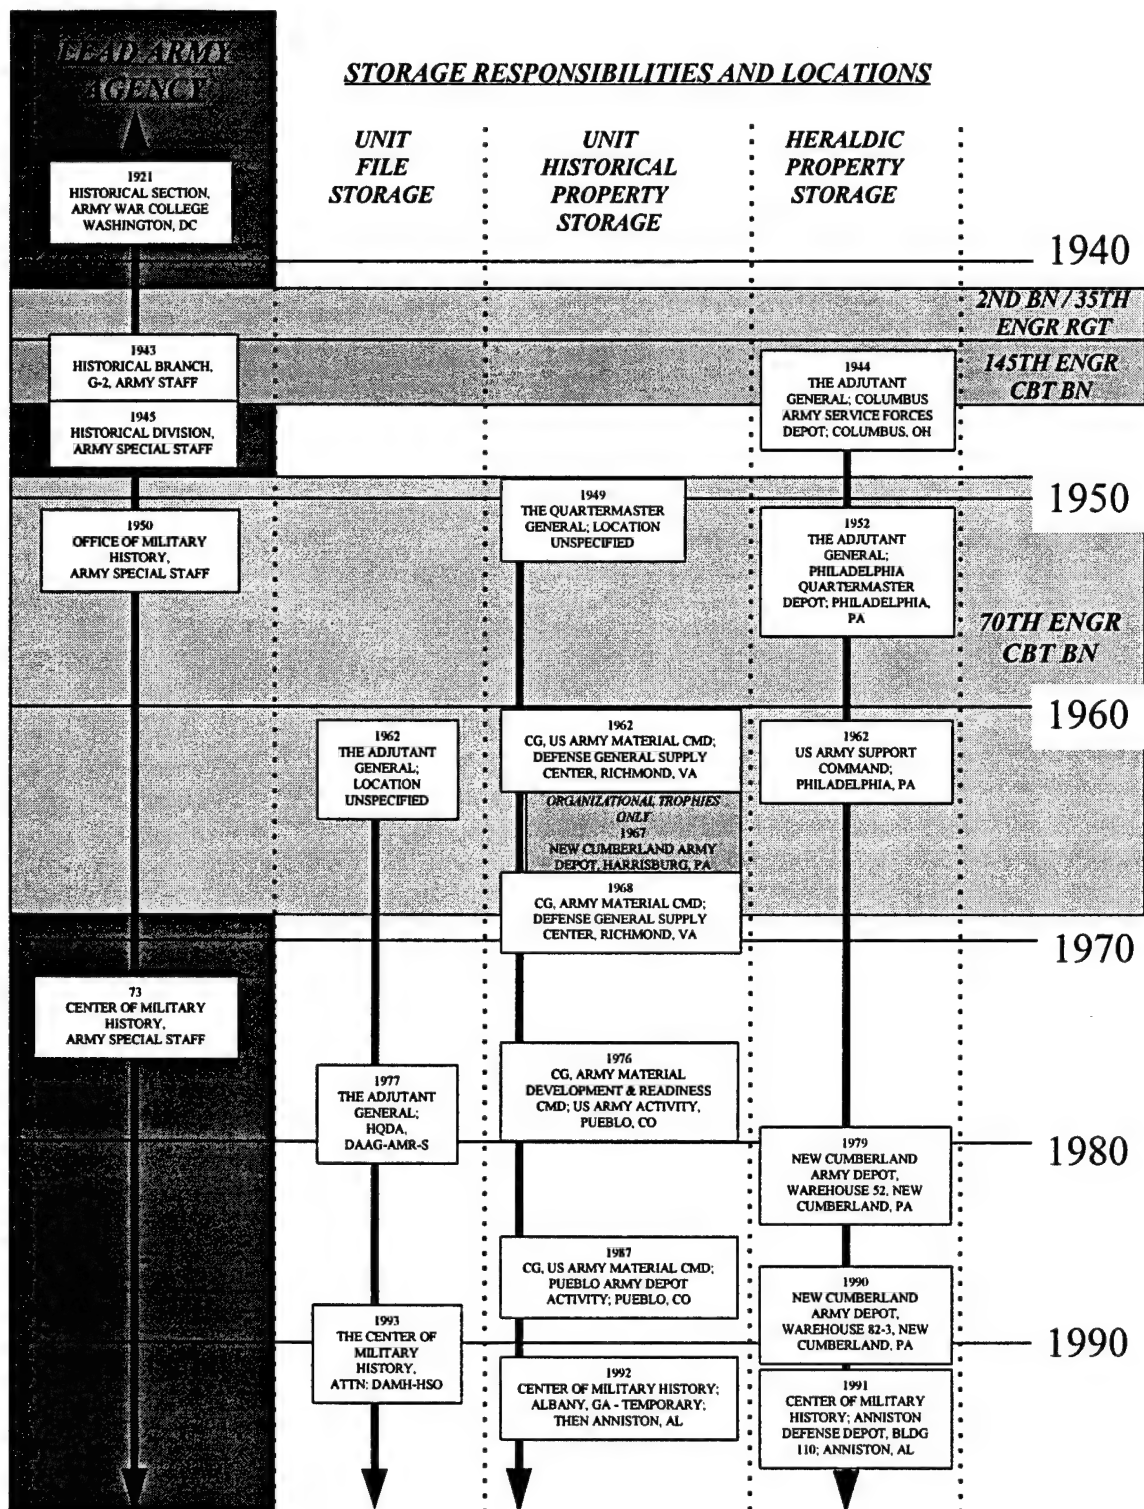 LEAD ARMY
AGENCY
STORAGE RESPONSIBILITIES AND LOCATIONS
UNIT
FILE
STORAGE
UNIT
HISTORICAL
PROPERTY
STORAGE
HERALDIC
PROPERTY
STORAGE
1921
HISTORICAL SECTION,
ARMY WAR COLLEGE
WASHINGTON, DC
1940
2ND BN / 35TH
ENGR RGT
1943
HISTORICAL BRANCH,
G-2, ARMY STAFF
145TH ENGR
CBT BN
1944
THE ADJUTANT
GENERAL; COLUMBUS
ARMY SERVICE FORCES
DEPOT; COLUMBUS, OH
1945
HISTORICAL DIVISION,
ARMY SPECIAL STAFF
1950
1949
THE QUARTERMASTER
GENERAL; LOCATION
UNSPECIFIED
1950
OFFICE OF MILITARY
HISTORY,
ARMY SPECIAL STAFF
1952
THE ADJUTANT
GENERAL;
PHILADELPHIA
QUARTERMASTER
DEPOT; PHILADELPHIA,
PA
70TH ENGR
CBT BN
1960
1962
THE ADJUTANT
GENERAL;
LOCATION
UNSPECIFIED
1962
CG, US ARMY MATERIAL CMD;
DEFENSE GENERAL SUPPLY
CENTER, RICHMOND, VA
1962
US ARMY SUPPORT
COMMAND;
PHILADELPHIA, PA
ORGANIZATIONAL TROPHIES
ONLY
1967
NEW CUMBERLAND ARMY
DEPOT, HARRISBURG, PA
1968
CG, ARMY MATERIAL CMD;
DEFENSE GENERAL SUPPLY
CENTER, RICHMOND, VA
1970
73
CENTER OF MILITARY
HISTORY,
ARMY SPECIAL STAFF
1977
THE ADJUTANT
GENERAL;
HQDA,
DAAG-AMR-S
1976
CG, ARMY MATERIAL
DEVELOPMENT & READINESS
CMD; US ARMY ACTIVITY,
PUEBLO, CO
1979
NEW CUMBERLAND
ARMY DEPOT,
WAREHOUSE 52, NEW
CUMBERLAND, PA
1980
1987
CG, US ARMY MATERIAL CMD;
PUEBLO ARMY DEPOT
ACTIVITY; PUEBLO, CO
1990
NEW CUMBERLAND
ARMY DEPOT,
WAREHOUSE 82-3, NEW
CUMBERLAND, PA
1990
1993
THE CENTER OF
MILITARY
HISTORY,
ATTN: DAMH-HSO
1992
CENTER OF MILITARY HISTORY;
ALBANY, GA - TEMPORARY;
THEN ANNISTON, AL
1991
CENTER OF MILITARY
HISTORY; ANNISTON
DEFENSE DEPOT, BLDG
110; ANNISTON, AL